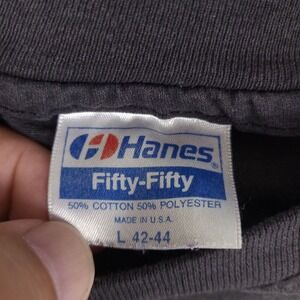 Hanes®
Fifty-Fifty
50% COTTON 50% POLYESTER
MADE IN U.S.A.
L 42-44